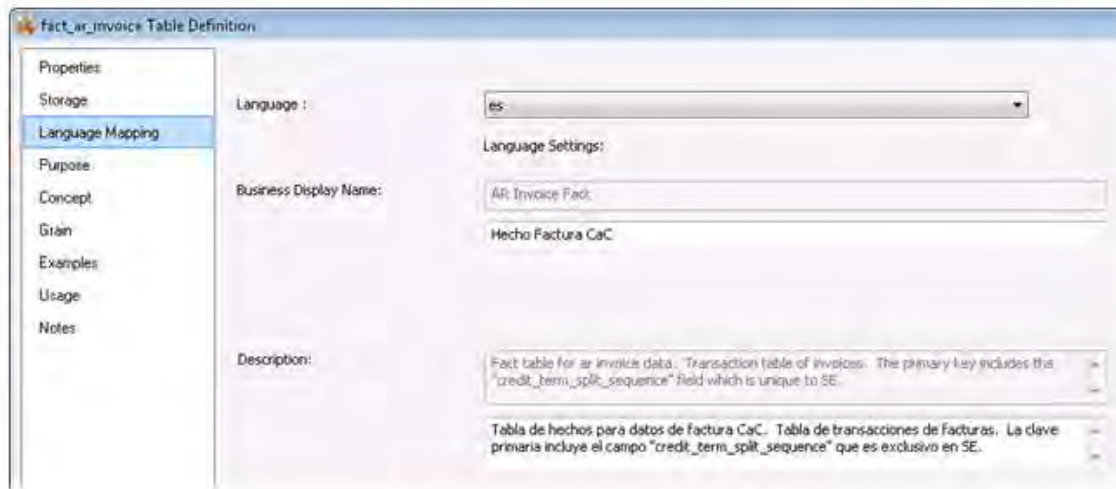 fact_ar_invoice Table Definition
Properties
Storage
Language Mapping
Purpose
Concept
Grain
Examples
Usage
Notes
Language :
es
Language Settings:
Business Display Name:
AR Invoice Fact
Hecho Factura CaC
Description:
Fact table for ar invoice data. Transaction table of invoices. The primary key includes the
"credit_term_split_sequence" field which is unique to SE.
Tabla de hechos para datos de factura CaC. Tabla de transacciones de facturas. La clave
primaria incluye el campo "credit_term_split_sequence" que es exclusivo en SE.